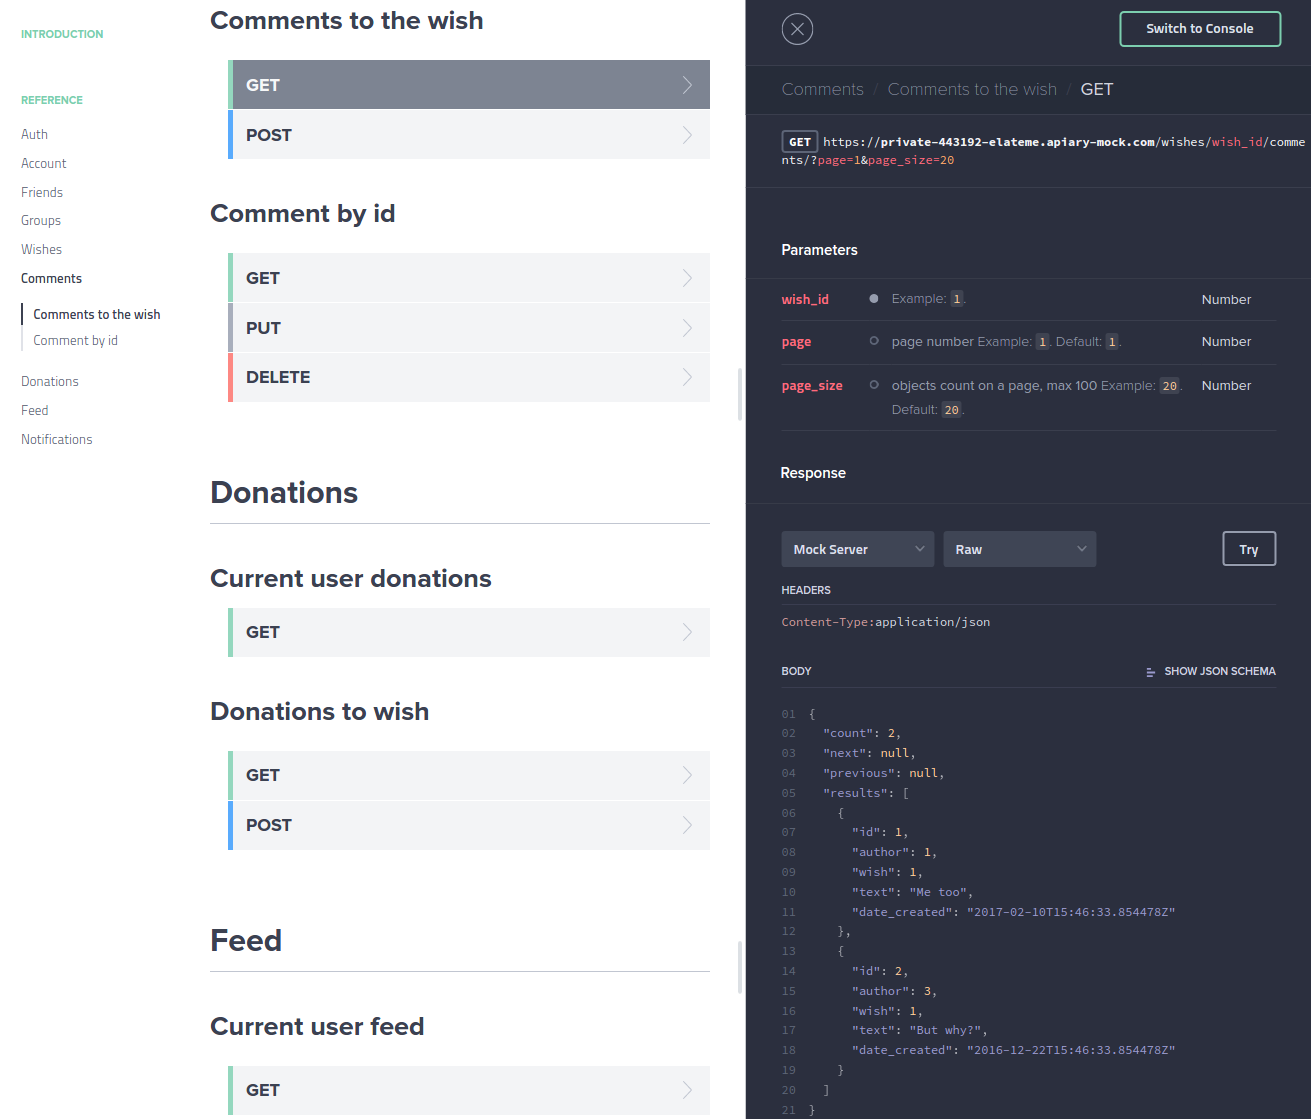 INTRODUCTION
REFERENCE
Auth
Account
Friends
Groups
Wishes
Comments
Comments to the wish
Comment by id
Donations
Feed
Notifications
Comments to the wish
GET
POST
Comment by id
GET
PUT
DELETE
Donations
Current user donations
GET
Donations to wish
GET
POST
Feed
Current user feed
GET
Switch to Console
Comments / Comments to the wish / GET
GET https://private-443192-elateme.apiary-mock.com/wishes/wish_id/comme
nts/?page=1&page_size=20
Parameters
wish_id Example: 1. Number
page page number Example: 1. Default: 1. Number
page_size objects count on a page, max 100 Example: 20. Number
Default: 20.
Response
Mock Server Raw Try
HEADERS
Content-Type:application/json
BODY SHOW JSON SCHEMA
01 {
02 "count": 2,
03 "next": null,
04 "previous": null,
05 "results": [
06 {
07 "id": 1,
08 "author": 1,
09 "wish": 1,
10 "text": "Me too",
11 "date_created": "2017-02-10T15:46:33.854478Z"
12 },
13 {
14 "id": 2,
15 "author": 3,
16 "wish": 1,
17 "text": "But why?",
18 "date_created": "2016-12-22T15:46:33.854478Z"
19 }
20 ]
21 }